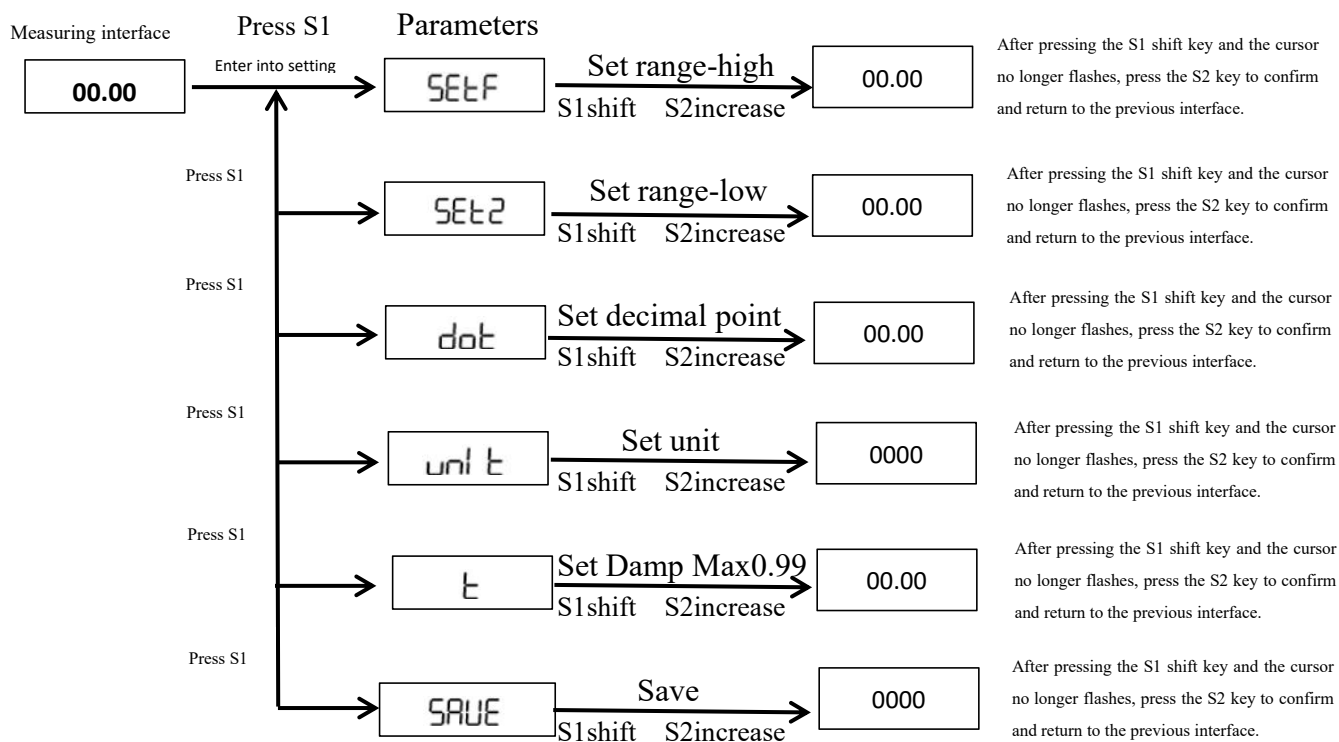 Measuring interface
Press S1
Parameters
00.00
Enter into setting
SEtF
Set range-high
S1shift S2increase
00.00
After pressing the S1 shift key and the cursor
no longer flashes, press the S2 key to confirm
and return to the previous interface.
Press S1
SEt2
Set range-low
S1shift S2increase
00.00
After pressing the S1 shift key and the cursor
no longer flashes, press the S2 key to confirm
and return to the previous interface.
Press S1
dot
Set decimal point
S1shift S2increase
00.00
After pressing the S1 shift key and the cursor
no longer flashes, press the S2 key to confirm
and return to the previous interface.
Press S1
unIt
Set unit
S1shift S2increase
0000
After pressing the S1 shift key and the cursor
no longer flashes, press the S2 key to confirm
and return to the previous interface.
Press S1
t
Set Damp Max0.99
S1shift S2increase
00.00
After pressing the S1 shift key and the cursor
no longer flashes, press the S2 key to confirm
and return to the previous interface.
Press S1
SAUE
Save
S1shift S2increase
0000
After pressing the S1 shift key and the cursor
no longer flashes, press the S2 key to confirm
and return to the previous interface.